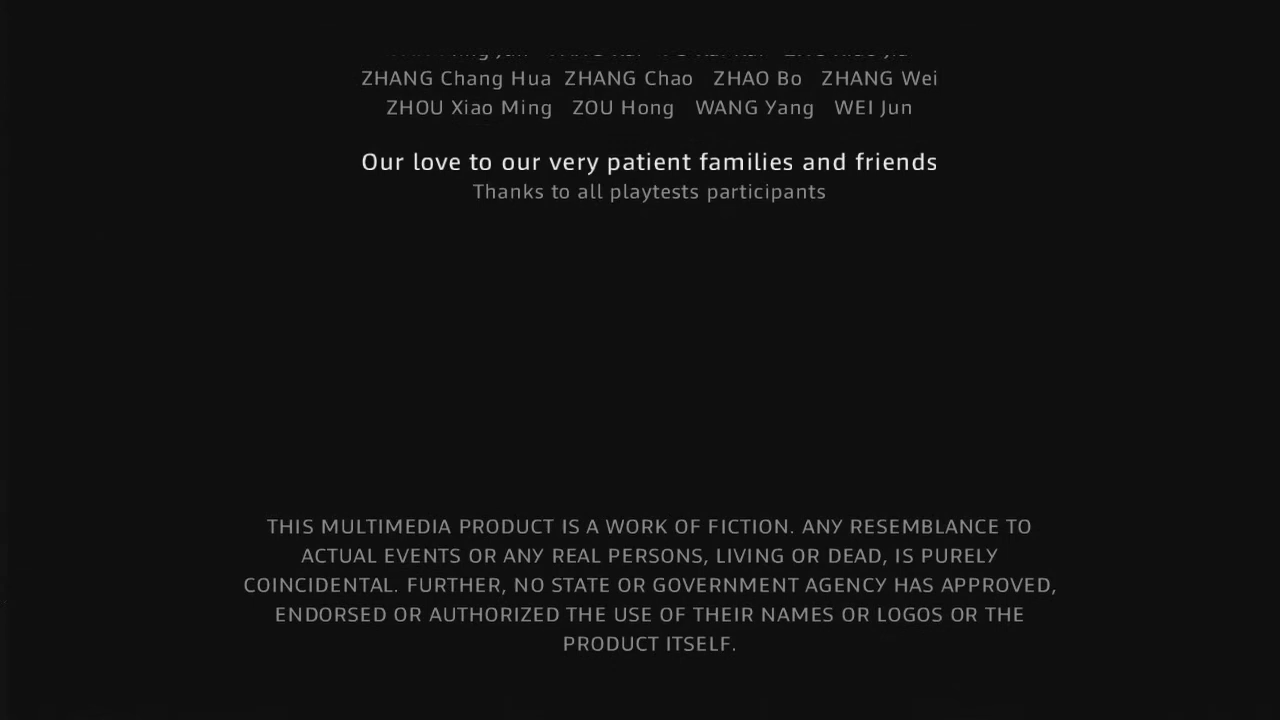 ZHANG Chang Hua ZHANG Chao ZHAO Bo ZHANG Wei
ZHOU Xiao Ming ZOU Hong WANG Yang WEI Jun
Our love to our very patient families and friends
Thanks to all playtests participants
THIS MULTIMEDIA PRODUCT IS A WORK OF FICTION. ANY RESEMBLANCE TO
ACTUAL EVENTS OR ANY REAL PERSONS, LIVING OR DEAD, IS PURELY
COINCIDENTAL. FURTHER, NO STATE OR GOVERNMENT AGENCY HAS APPROVED,
ENDORSED OR AUTHORIZED THE USE OF THEIR NAMES OR LOGOS OR THE
PRODUCT ITSELF.